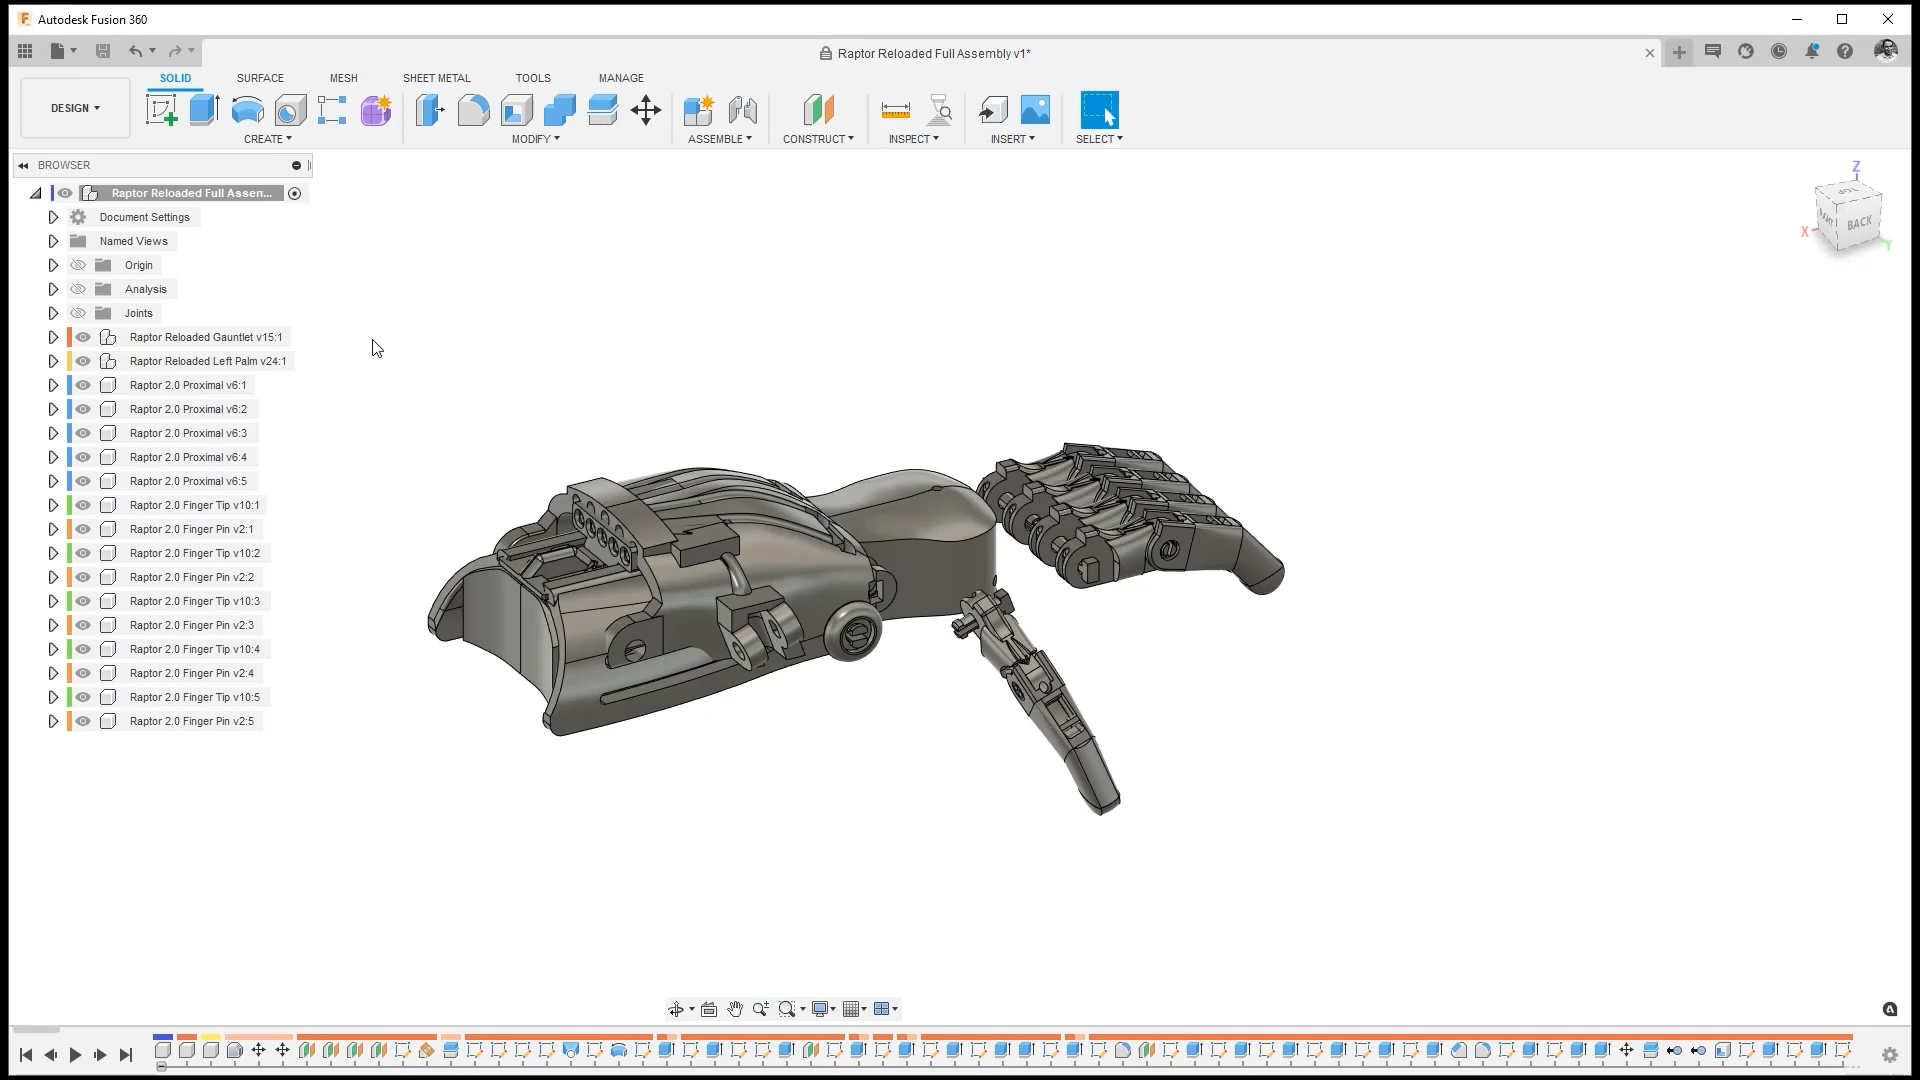 Autodesk Fusion 360
Raptor Reloaded Full Assembly v1*
SOLID SURFACE MESH SHEET METAL TOOLS MANAGE
DESIGN
CREATE MODIFY ASSEMBLE CONSTRUCT INSPECT INSERT SELECT
BROWSER
Raptor Reloaded Full Assem...
Document Settings
Named Views
Origin
Analysis
Joints
Raptor Reloaded Gauntlet v15:1
Raptor Reloaded Left Palm v24:1
Raptor 2.0 Proximal v6:1
Raptor 2.0 Proximal v6:2
Raptor 2.0 Proximal v6:3
Raptor 2.0 Proximal v6:4
Raptor 2.0 Proximal v6:5
Raptor 2.0 Finger Tip v10:1
Raptor 2.0 Finger Pin v2:1
Raptor 2.0 Finger Tip v10:2
Raptor 2.0 Finger Pin v2:2
Raptor 2.0 Finger Tip v10:3
Raptor 2.0 Finger Pin v2:3
Raptor 2.0 Finger Tip v10:4
Raptor 2.0 Finger Pin v2:4
Raptor 2.0 Finger Tip v10:5
Raptor 2.0 Finger Pin v2:5
Z
TOP
BACK
X
Y